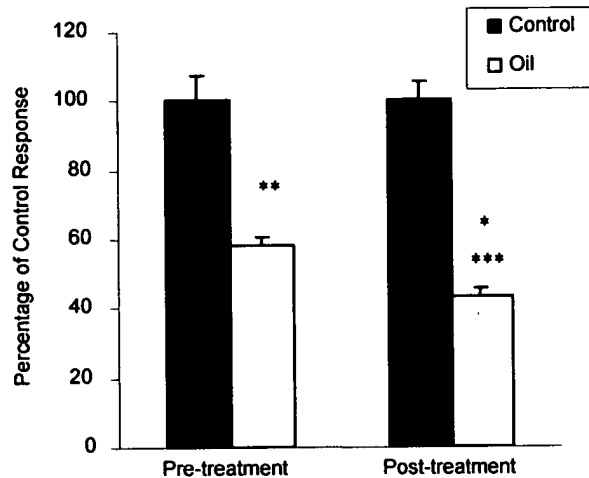 Control
Oil
Percentage of Control Response
120
100
80
60
40
20
0
**
*
***
Pre-treatment
Post-treatment